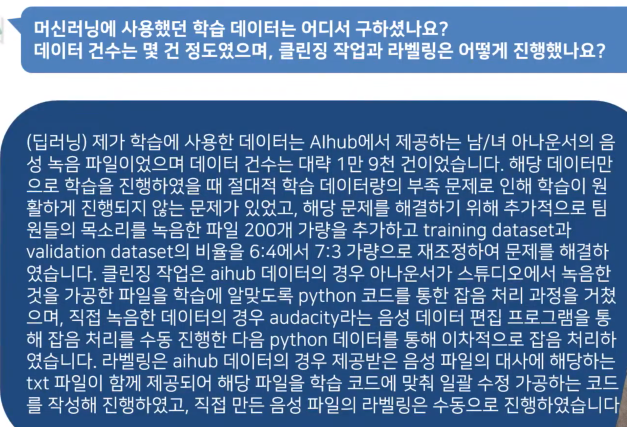 머신러닝에 사용했던 학습 데이터는 어디서 구하셨나요?
데이터 건수는 몇 건 정도였으며, 클린징 작업과 라벨링은 어떻게 진행했나요?
(딥러닝) 제가 학습에 사용한 데이터는 AIhub에서 제공하는 남/녀 아나운서의 음
성 녹음 파일이었으며 데이터 건수는 대략 1만 9천 건이었습니다. 해당 데이터만
으로 학습을 진행하였을 때 절대적 학습 데이터량의 부족 문제로 인해 학습이 원
활하게 진행되지 않는 문제가 있었고, 해당 문제를 해결하기 위해 추가적으로 팀
원들의 목소리를 녹음한 파일 200개 가량을 추가하고 training dataset과
validation dataset의 비율을 6:4에서 7:3 가량으로 재조정하여 문제를 해결하
였습니다. 클린징 작업은 aihub 데이터의 경우 아나운서가 스튜디오에서 녹음한
것을 가공한 파일을 학습에 알맞도록 python 코드를 통한 잡음 처리 과정을 거쳤
으며, 직접 녹음한 데이터의 경우 audacity라는 음성 데이터 편집 프로그램을 통
해 잡음 처리를 수동 진행한 다음 python 데이터를 통해 이차적으로 잡음 처리하
였습니다. 라벨링은 aihub 데이터의 경우 제공받은 음성 파일의 대사에 해당하는
txt 파일이 함께 제공되어 해당 파일을 학습 코드에 맞춰 일괄 수정 가공하는 코드
를 작성해 진행하였고, 직접 만든 음성 파일의 라벨링은 수동으로 진행하였습니다